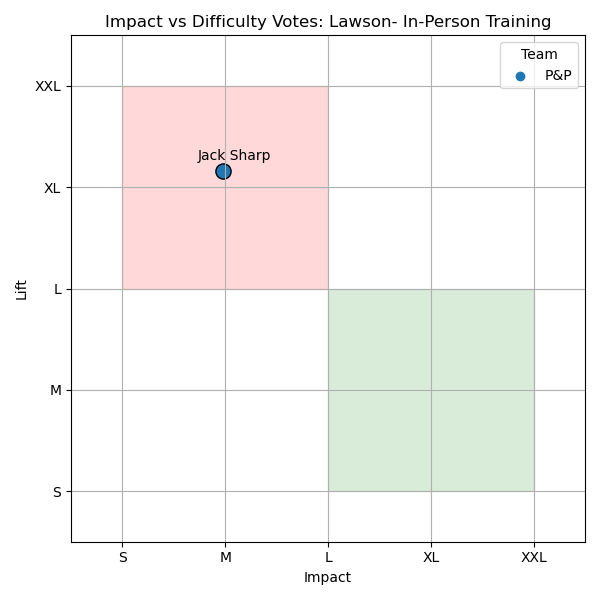 Impact vs Difficulty Votes: Lawson- In-Person Training
Team
P&P
XXL
Jack Sharp
XL
Lift
L
M
S
S M L XL XXL
Impact